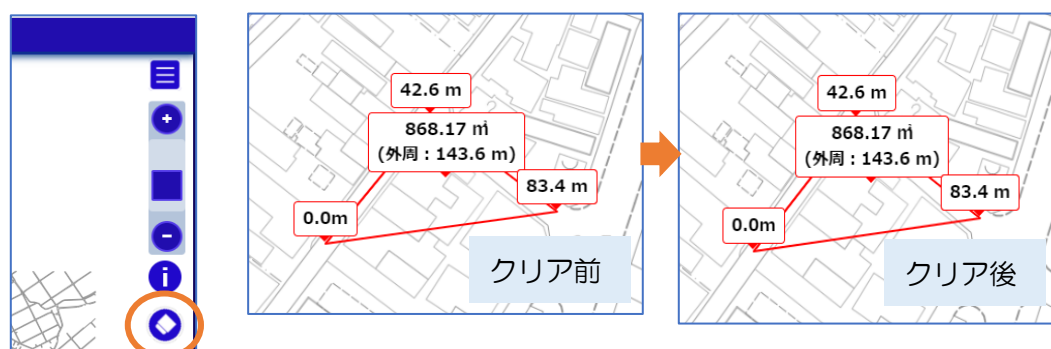 +
-
i
42.6 m
868.17 ㎡
(外周：143.6 m)
83.4 m
0.0m
クリア前
42.6 m
868.17 ㎡
(外周：143.6 m)
83.4 m
0.0m
クリア後